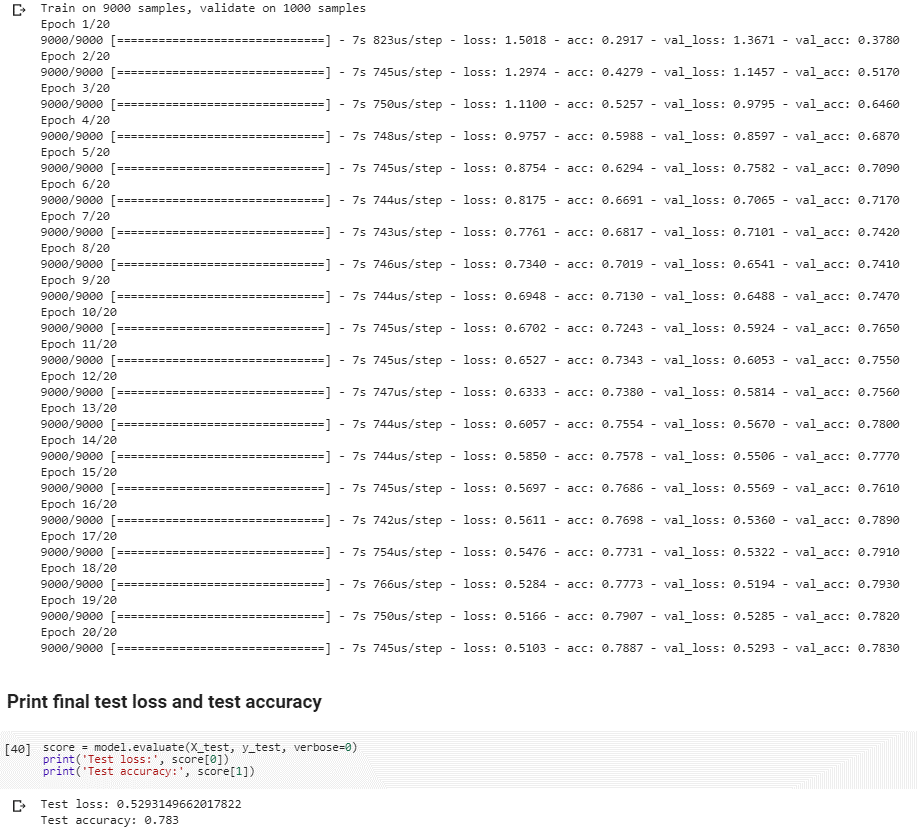 Train on 9000 samples, validate on 1000 samples
Epoch 1/20
9000/9000 [==============================] - 7s 823us/step - loss: 1.5018 - acc: 0.2917 - val_loss: 1.3671 - val_acc: 0.3780
Epoch 2/20
9000/9000 [==============================] - 7s 745us/step - loss: 1.2974 - acc: 0.4279 - val_loss: 1.1457 - val_acc: 0.5170
Epoch 3/20
9000/9000 [==============================] - 7s 750us/step - loss: 1.1100 - acc: 0.5257 - val_loss: 0.9795 - val_acc: 0.6460
Epoch 4/20
9000/9000 [==============================] - 7s 748us/step - loss: 0.9757 - acc: 0.5988 - val_loss: 0.8597 - val_acc: 0.6870
Epoch 5/20
9000/9000 [==============================] - 7s 745us/step - loss: 0.8754 - acc: 0.6294 - val_loss: 0.7582 - val_acc: 0.7090
Epoch 6/20
9000/9000 [==============================] - 7s 744us/step - loss: 0.8175 - acc: 0.6691 - val_loss: 0.7065 - val_acc: 0.7170
Epoch 7/20
9000/9000 [==============================] - 7s 743us/step - loss: 0.7761 - acc: 0.6817 - val_loss: 0.7101 - val_acc: 0.7420
Epoch 8/20
9000/9000 [==============================] - 7s 746us/step - loss: 0.7340 - acc: 0.7019 - val_loss: 0.6541 - val_acc: 0.7410
Epoch 9/20
9000/9000 [==============================] - 7s 744us/step - loss: 0.6948 - acc: 0.7130 - val_loss: 0.6488 - val_acc: 0.7470
Epoch 10/20
9000/9000 [==============================] - 7s 745us/step - loss: 0.6702 - acc: 0.7243 - val_loss: 0.5924 - val_acc: 0.7650
Epoch 11/20
9000/9000 [==============================] - 7s 745us/step - loss: 0.6527 - acc: 0.7343 - val_loss: 0.6053 - val_acc: 0.7550
Epoch 12/20
9000/9000 [==============================] - 7s 747us/step - loss: 0.6333 - acc: 0.7380 - val_loss: 0.5814 - val_acc: 0.7560
Epoch 13/20
9000/9000 [==============================] - 7s 744us/step - loss: 0.6057 - acc: 0.7554 - val_loss: 0.5670 - val_acc: 0.7800
Epoch 14/20
9000/9000 [==============================] - 7s 744us/step - loss: 0.5850 - acc: 0.7578 - val_loss: 0.5506 - val_acc: 0.7770
Epoch 15/20
9000/9000 [==============================] - 7s 745us/step - loss: 0.5697 - acc: 0.7686 - val_loss: 0.5569 - val_acc: 0.7610
Epoch 16/20
9000/9000 [==============================] - 7s 742us/step - loss: 0.5611 - acc: 0.7698 - val_loss: 0.5360 - val_acc: 0.7890
Epoch 17/20
9000/9000 [==============================] - 7s 754us/step - loss: 0.5476 - acc: 0.7731 - val_loss: 0.5322 - val_acc: 0.7910
Epoch 18/20
9000/9000 [==============================] - 7s 766us/step - loss: 0.5284 - acc: 0.7773 - val_loss: 0.5194 - val_acc: 0.7930
Epoch 19/20
9000/9000 [==============================] - 7s 750us/step - loss: 0.5166 - acc: 0.7907 - val_loss: 0.5285 - val_acc: 0.7820
Epoch 20/20
9000/9000 [==============================] - 7s 745us/step - loss: 0.5103 - acc: 0.7887 - val_loss: 0.5293 - val_acc: 0.7830
Print final test loss and test accuracy
[40] score = model.evaluate(X_test, y_test, verbose=0)
print('Test loss:', score[0])
print('Test accuracy:', score[1])
Test loss: 0.5293149662017822
Test accuracy: 0.783